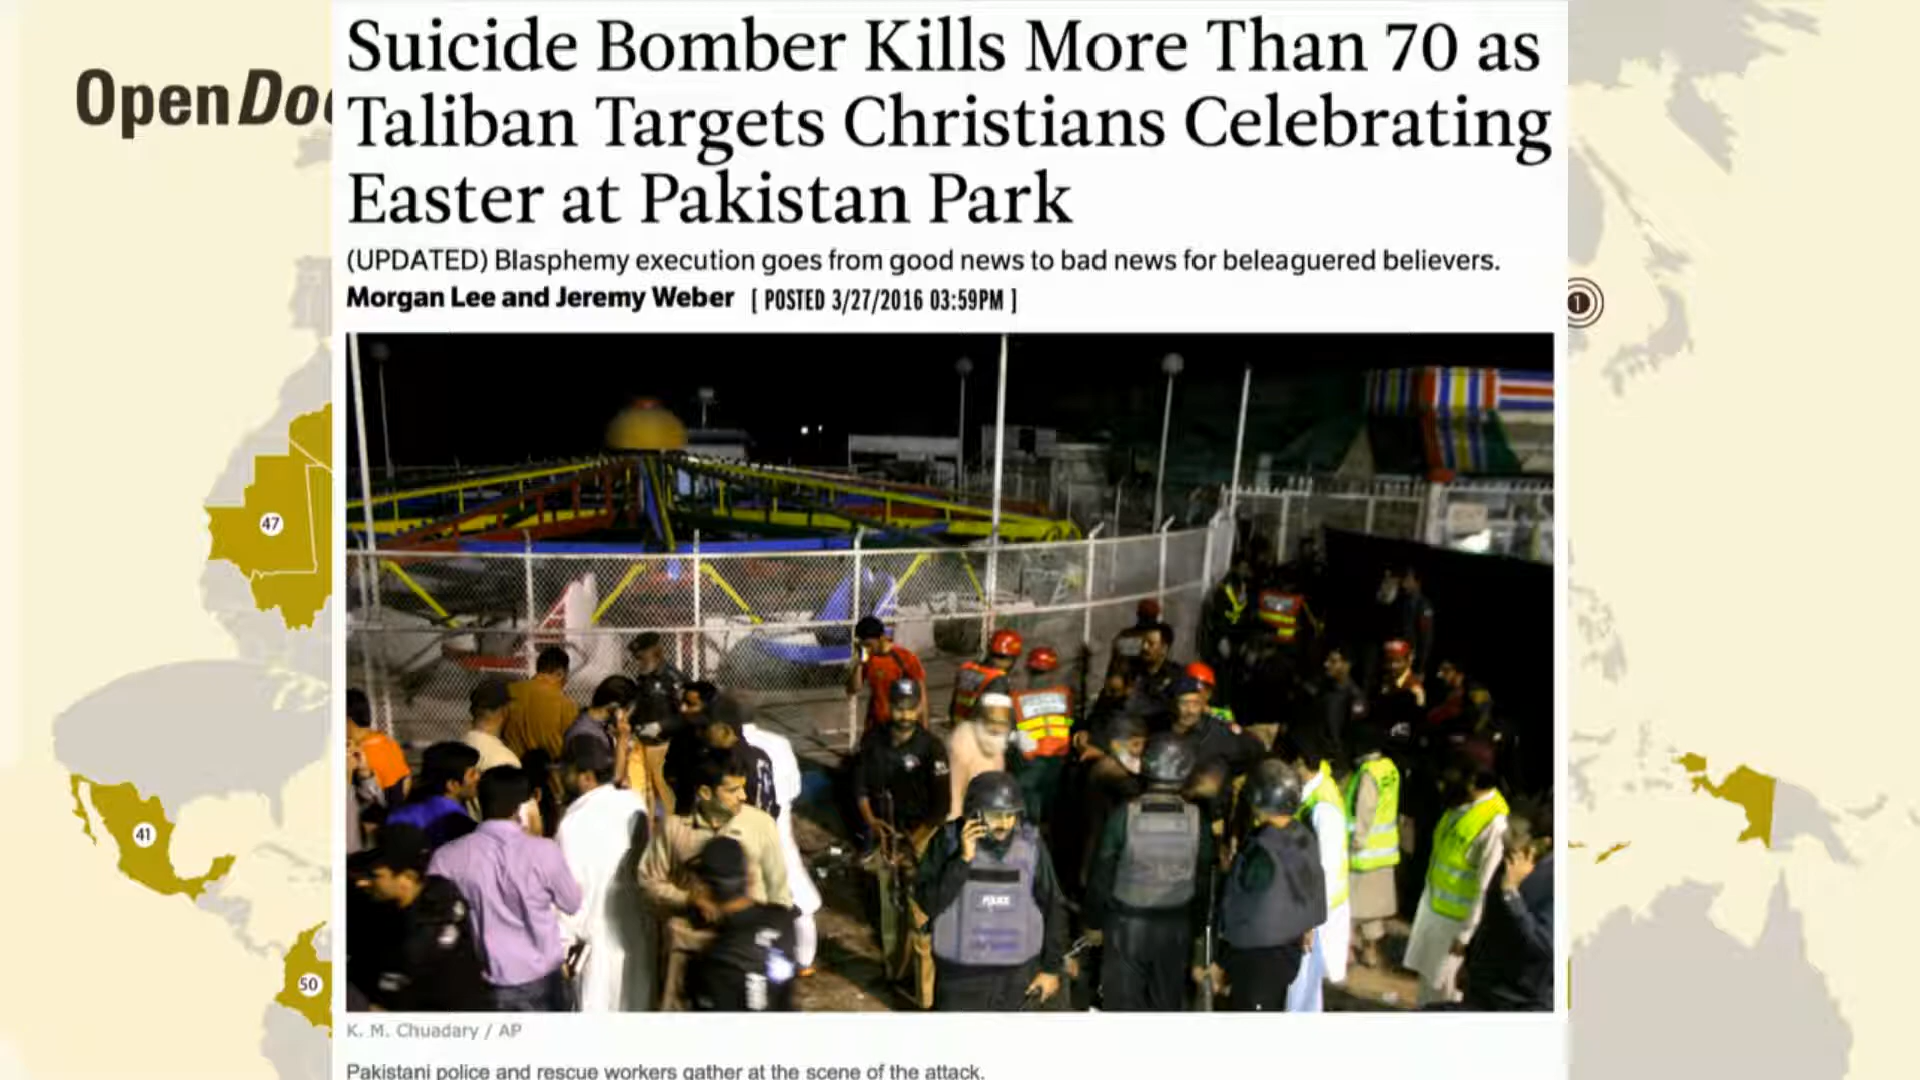 Open Do
Suicide Bomber Kills More Than 70 as
Taliban Targets Christians Celebrating
Easter at Pakistan Park
(UPDATED) Blasphemy execution goes from good news to bad news for beleaguered believers.
Morgan Lee and Jeremy Weber [ POSTED 3/27/2016 03:59PM ]
1
47
41
POLICE
50
K. M. Chuadary / AP
Pakistani police and rescue workers gather at the scene of the attack.